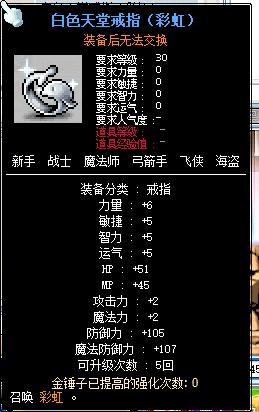 白色天堂戒指（彩虹）
装备后无法交换
要求等级： 30
要求力量： 0
要求敏捷： 0
要求智力： 0
要求运气： 0
要求人气度： -
道具等级： -
道具经验值： -
新手 战士 魔法师 弓箭手 飞侠 海盗
装备分类 : 戒指
力量 : +6
敏捷 : +5
智力 : +5
运气 : +5
HP : +51
MP : +45
攻击力 : +2
魔法力 : +2
防御力 : +105
魔法防御力 : +107
可升级次数 : 5回
金锤子已提高的强化次数: 0
召唤 彩虹 。